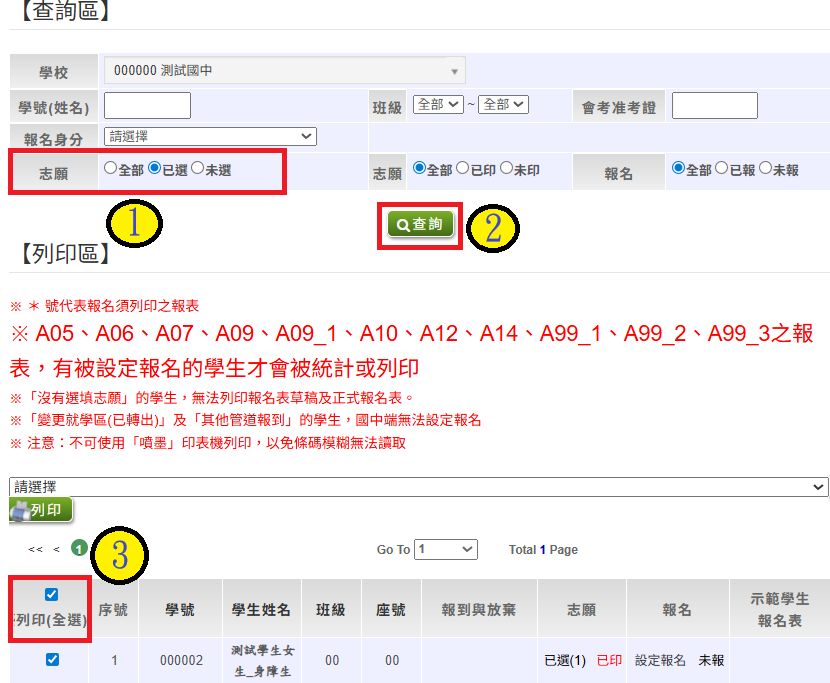 【查詢區】
學校 000000 測試國中
學號(姓名) 班級 全部 ~ 全部 會考准考證
報名身分 請選擇
志願 全部 已選 未選 志願 全部 已印 未印 報名 全部 已報 未報
1 查詢 2
【列印區】
※ ＊ 號代表報名須列印之報表
※ A05、A06、A07、A09、A09_1、A10、A12、A14、A99_1、A99_2、A99_3之報
表，有被設定報名的學生才會被統計或列印
※「沒有選填志願」的學生，無法列印報名表草稿及正式報名表。
※「變更就學區(已轉出)」及「其他管道報到」的學生，國中端無法設定報名
※ 注意：不可使用「噴墨」印表機列印，以免條碼模糊無法讀取
請選擇
列印
<< < 1 3 Go To 1 Total 1 Page
列印(全選) 序號 學號 學生姓名 班級 座號 報到與放棄 志願 報名 示範學生
報名表
1 000002 測試學生女 00 00 已選(1) 已印 設定報名 未報
生_身障生